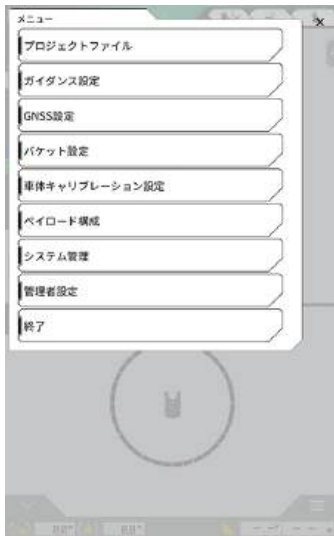 メニュー
×
プロジェクトファイル
ガイダンス設定
GNSS設定
バケット設定
車体キャリブレーション設定
ペイロード構成
システム管理
管理者設定
終了